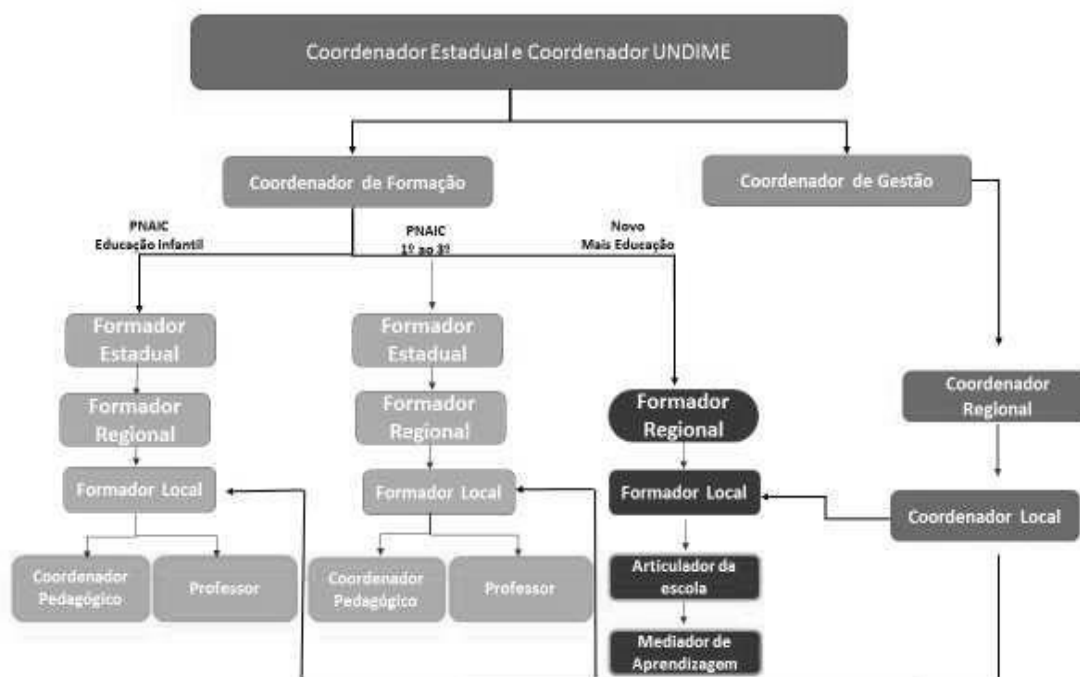 Coordenador Estadual e Coordenador UNDIME
Coordenador de Formação
Coordenador de Gestão
PNAIC
Educação Infantil
PNAIC
1º ao 3º
Novo
Mais Educação
Formador
Estadual
Formador
Estadual
Formador
Regional
Formador
Regional
Formador
Regional
Coordenador
Regional
Formador Local
Formador Local
Formador Local
Coordenador Local
Coordenador
Pedagógico
Professor
Coordenador
Pedagógico
Professor
Articulador da
escola
Mediador de
Aprendizagem